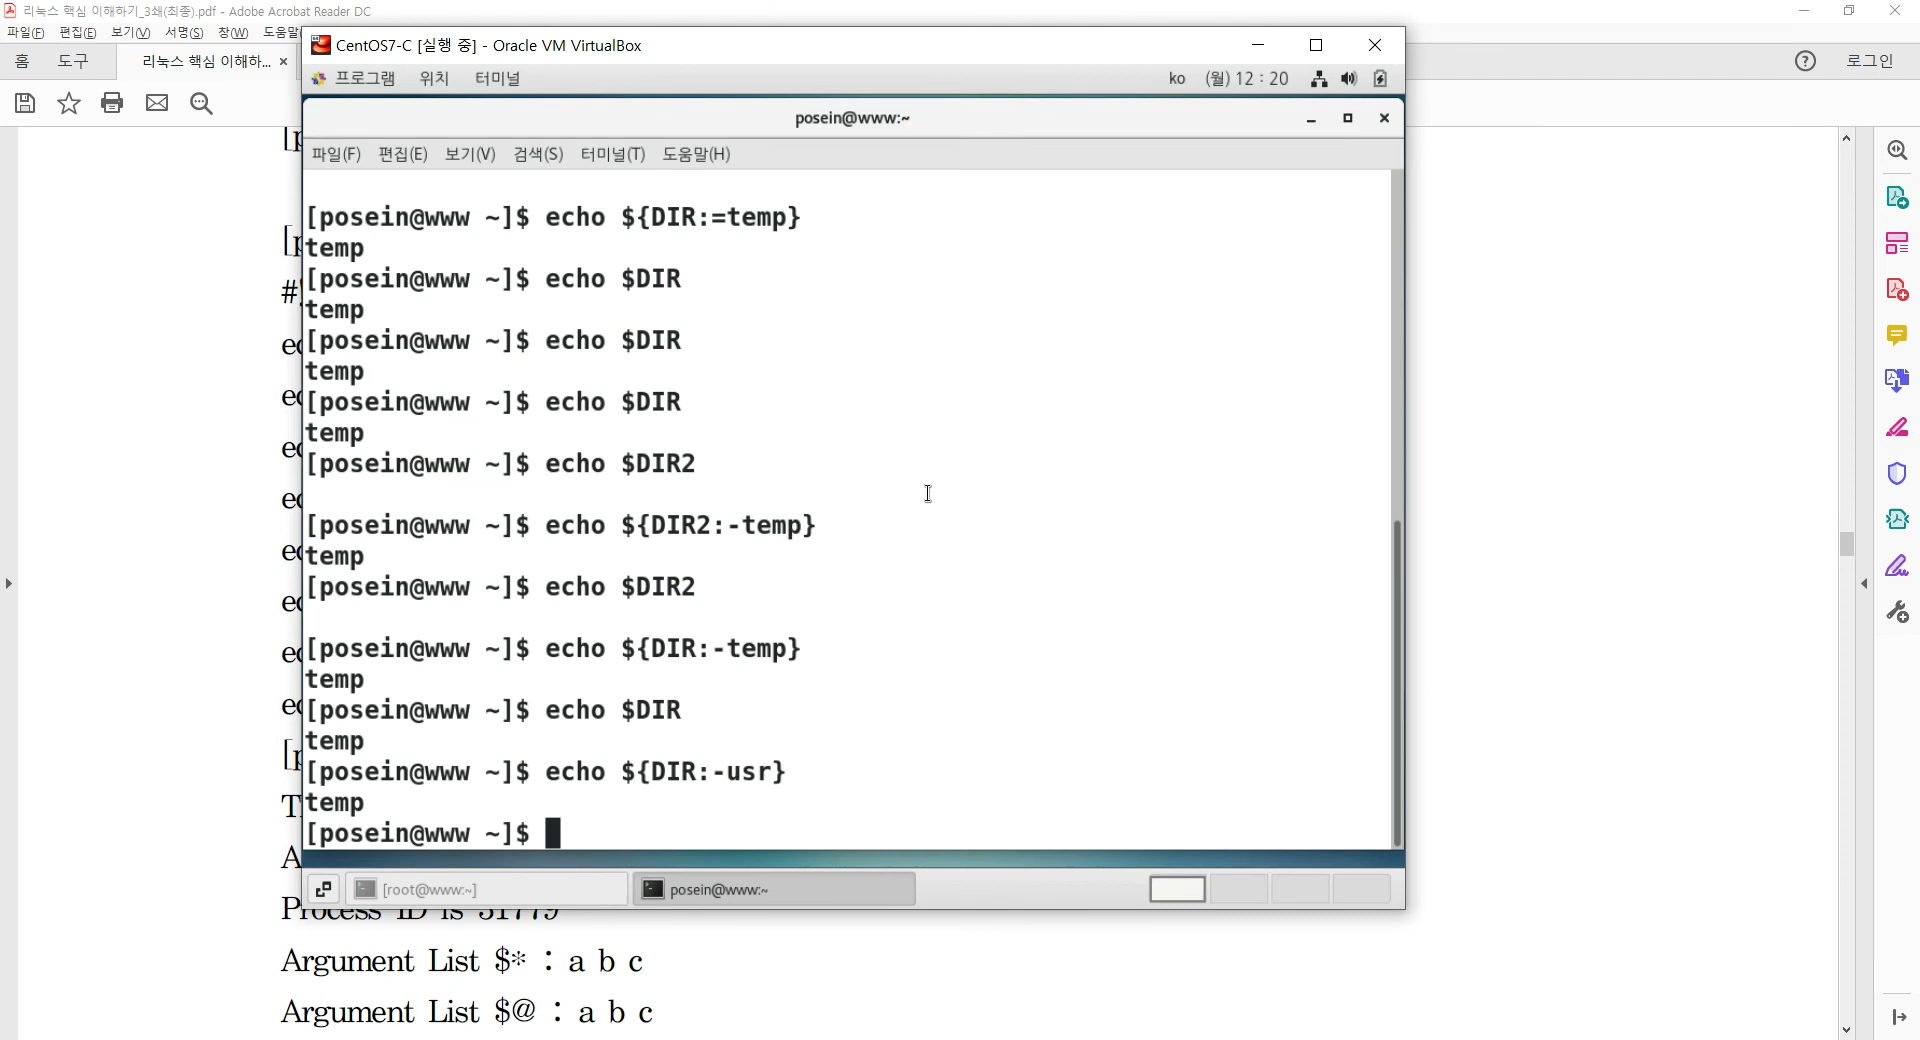 리눅스 핵심 이해하기_3쇄(최종).pdf - Adobe Acrobat Reader DC
파일(F) 편집(E) 보기(V) 서명(S) 창(W) 도움말
홈 도구 리눅스 핵심 이해하... × 로그인
CentOS7-C [실행 중] - Oracle VM VirtualBox
프로그램 위치 터미널 ko (월) 12 : 20
posein@www:~
파일(F) 편집(E) 보기(V) 검색(S) 터미널(T) 도움말(H)
[posein@www ~]$ echo ${DIR:=temp}
temp
[posein@www ~]$ echo $DIR
temp
[posein@www ~]$ echo $DIR
temp
[posein@www ~]$ echo $DIR
temp
[posein@www ~]$ echo $DIR2
[posein@www ~]$ echo ${DIR2:-temp}
temp
[posein@www ~]$ echo $DIR2
[posein@www ~]$ echo ${DIR:-temp}
temp
[posein@www ~]$ echo $DIR
temp
[posein@www ~]$ echo ${DIR:-usr}
temp
[posein@www ~]$
[root@www:~] posein@www:~
Process ID is 31779
Argument List $* : a b c
Argument List $@ : a b c